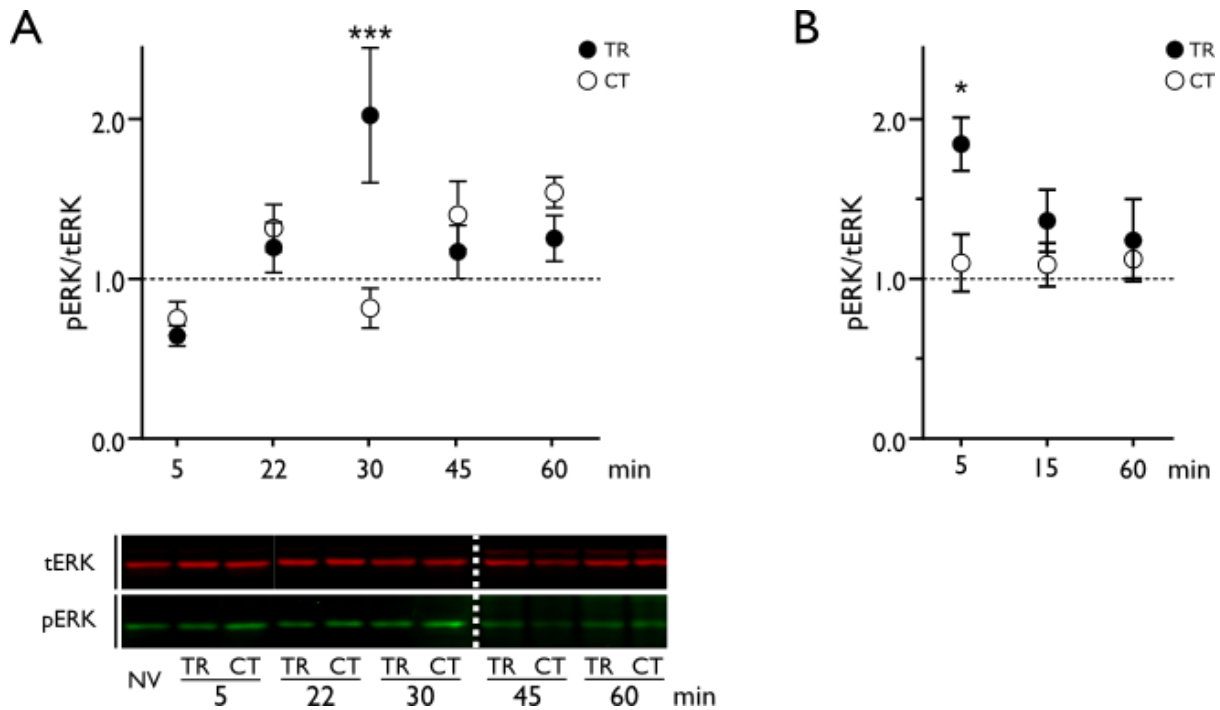 A
***
TR
CT
2.0
1.0
0.0
pERK/tERK
5 22 30 45 60 min
B
TR
CT
*
2.0
1.0
0.0
pERK/tERK
5 15 60 min
tERK
pERK
NV TR CT TR CT TR CT TR CT TR CT
5 22 30 45 60 min